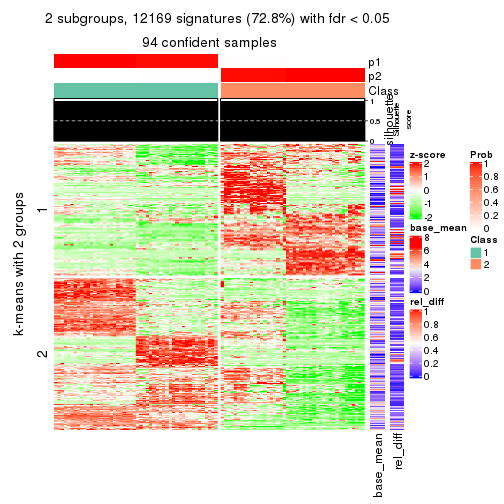 2 subgroups, 12169 signatures (72.8%) with fdr < 0.05
94 confident samples
p1
p2
Class
1
0.5
0
silhouette
Silhouette
score
k-means with 2 groups
1
2
z-score
2
1
0
-1
-2
base_mean
8
6
4
2
0
rel_diff
1
0.8
0.6
0.4
0.2
0
Prob
1
0.8
0.6
0.4
0.2
0
Class
1
2
base_mean
rel_diff